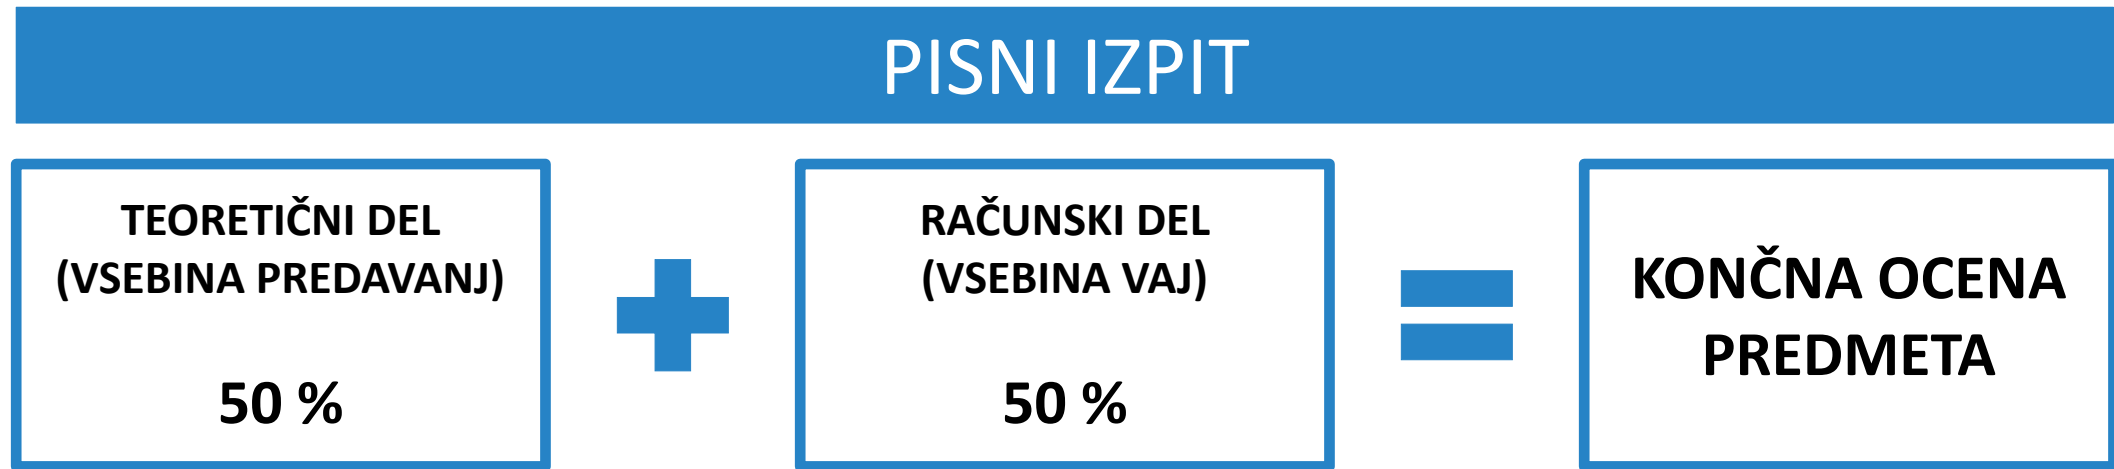 PISNI IZPIT
TEORETIČNI DEL
(VSEBINA PREDAVANJ)
50 %
RAČUNSKI DEL
(VSEBINA VAJ)
50 %
KONČNA OCENA
PREDMETA